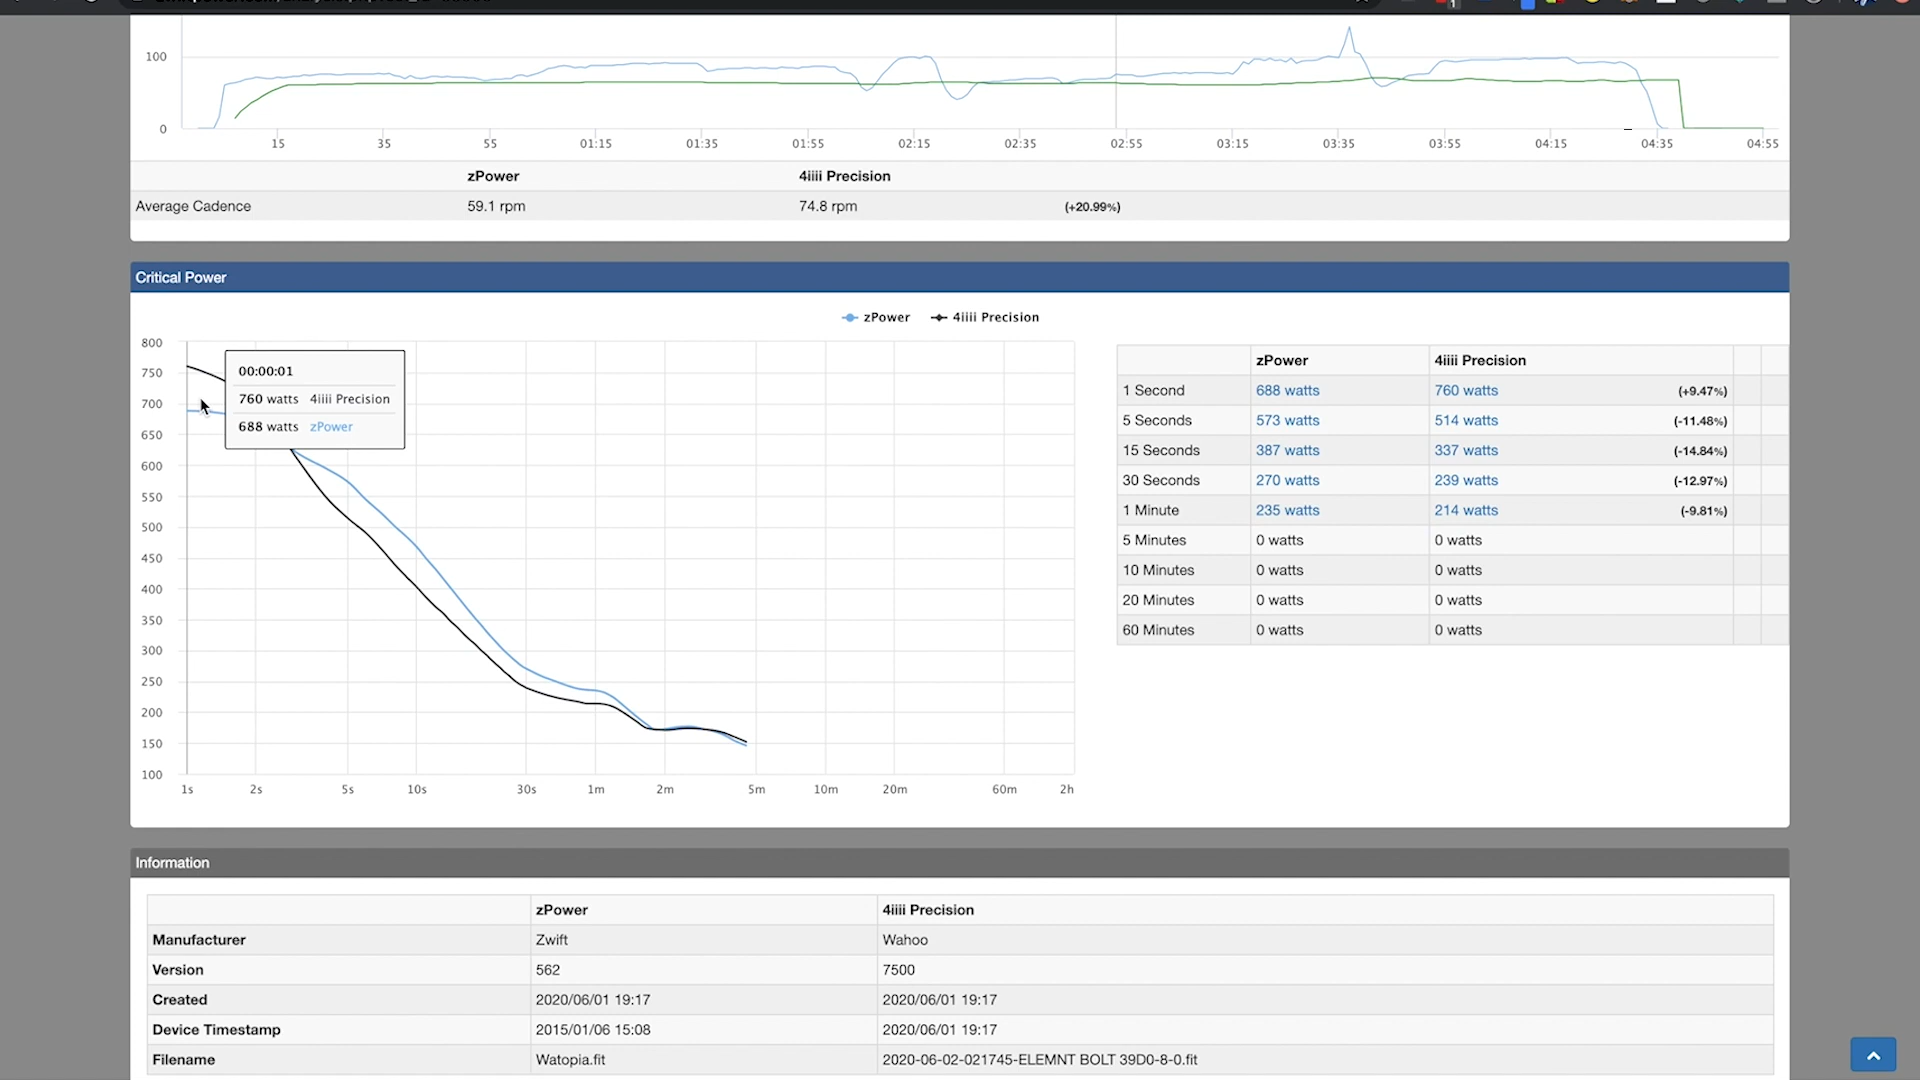 1
100
0
15 35 55 01:15 01:35 01:55 02:15 02:35 02:55 03:15 03:35 03:55 04:15 04:35 04:55
zPower 4iiii Precision
Average Cadence 59.1 rpm 74.8 rpm (+20.99%)
Critical Power
zPower 4iiii Precision
800
750
700
650
600
550
500
450
400
350
300
250
200
150
100
1s 2s 5s 10s 30s 1m 2m 5m 10m 20m 60m 2h
00:00:01
760 watts 4iiii Precision
688 watts zPower
zPower 4iiii Precision
1 Second 688 watts 760 watts (+9.47%)
5 Seconds 573 watts 514 watts (-11.48%)
15 Seconds 387 watts 337 watts (-14.84%)
30 Seconds 270 watts 239 watts (-12.97%)
1 Minute 235 watts 214 watts (-9.81%)
5 Minutes 0 watts 0 watts
10 Minutes 0 watts 0 watts
20 Minutes 0 watts 0 watts
60 Minutes 0 watts 0 watts
Information
zPower 4iiii Precision
Manufacturer Zwift Wahoo
Version 562 7500
Created 2020/06/01 19:17 2020/06/01 19:17
Device Timestamp 2015/01/06 15:08 2020/06/01 19:17
Filename Watopia.fit 2020-06-02-021745-ELEMNT BOLT 39D0-8-0.fit